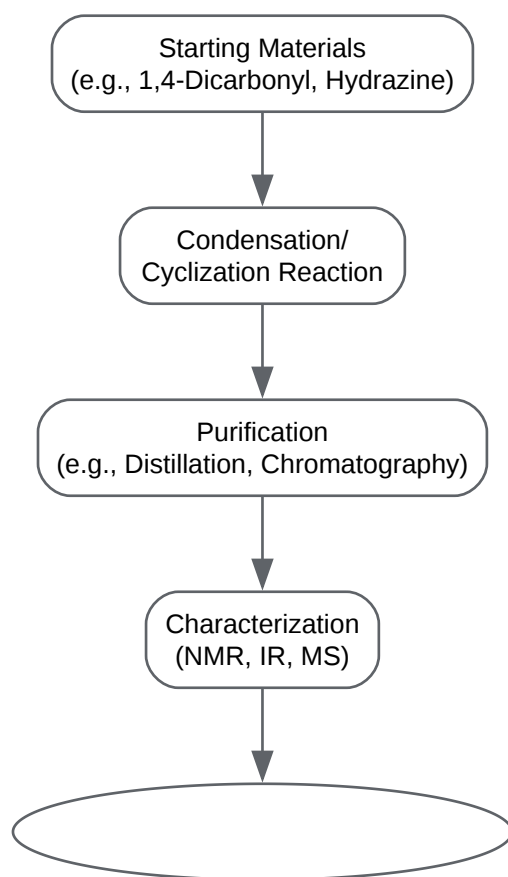 Starting Materials
(e.g., 1,4-Dicarbonyl, Hydrazine)
Condensation/
Cyclization Reaction
Purification
(e.g., Distillation, Chromatography)
Characterization
(NMR, IR, MS)